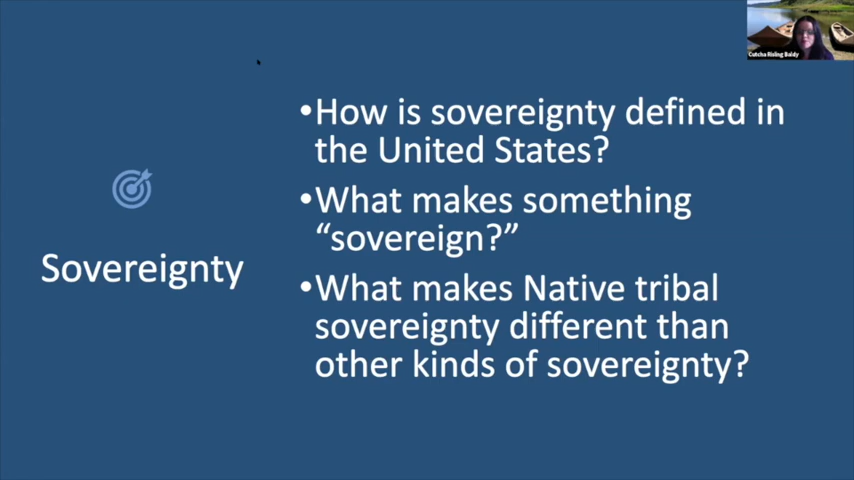 Cutcha Risling Baldy
Sovereignty
•How is sovereignty defined in
the United States?
•What makes something
“sovereign?”
•What makes Native tribal
sovereignty different than
other kinds of sovereignty?